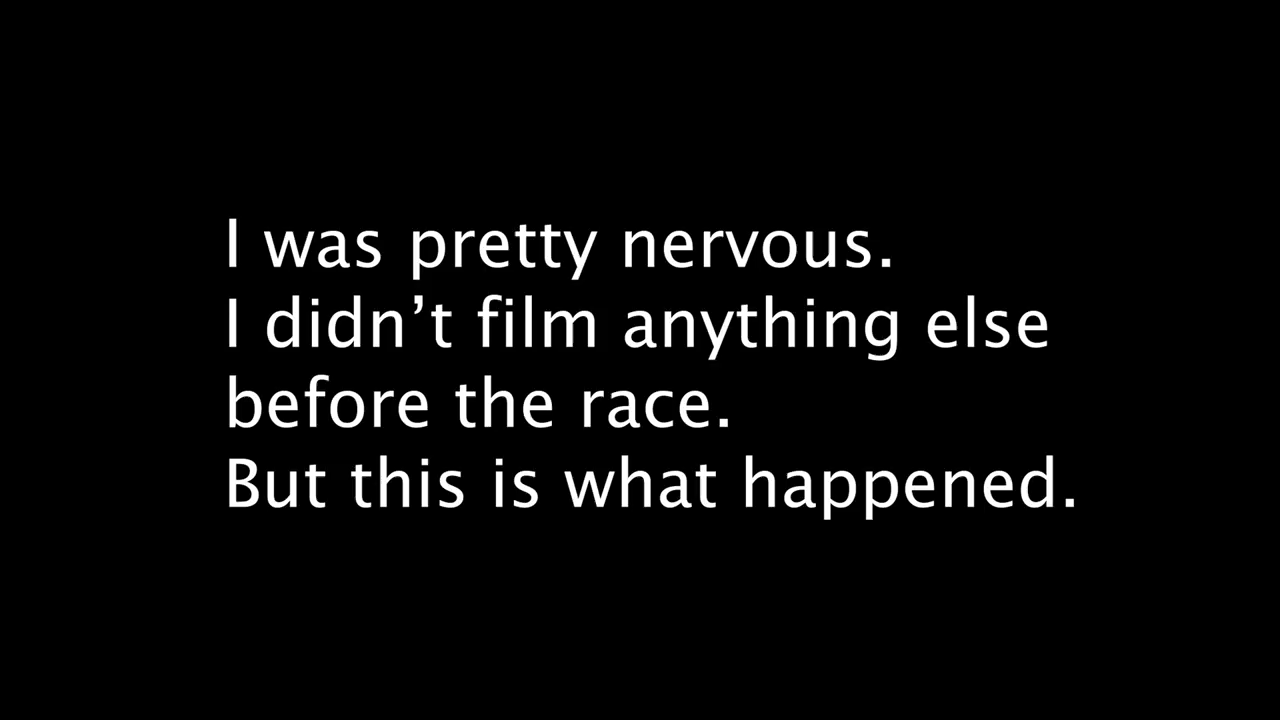 I was pretty nervous.
I didn’t film anything else
before the race.
But this is what happened.